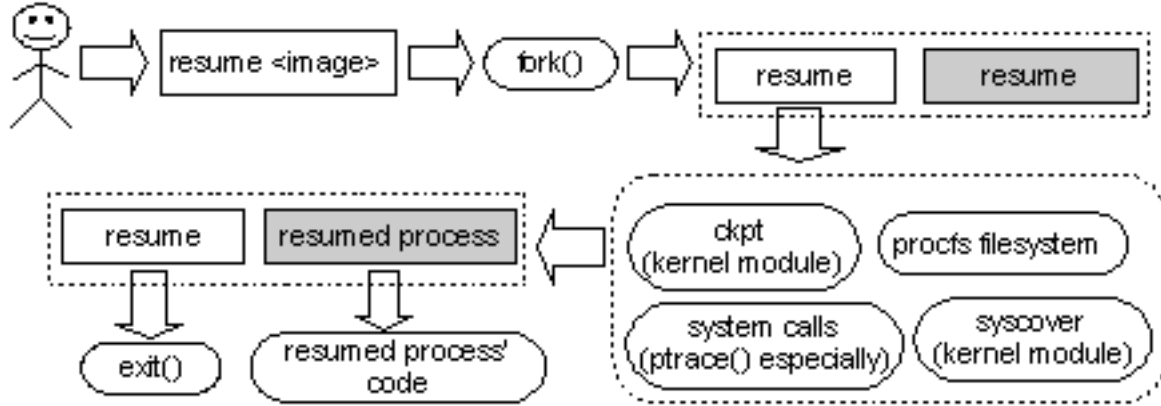 resume <image>
fork()
resume
resume
resume
resumed process
ckpt
(kernel module)
procfs filesystem
system calls
(ptrace() especially)
syscover
(kernel module)
exit()
resumed process'
code